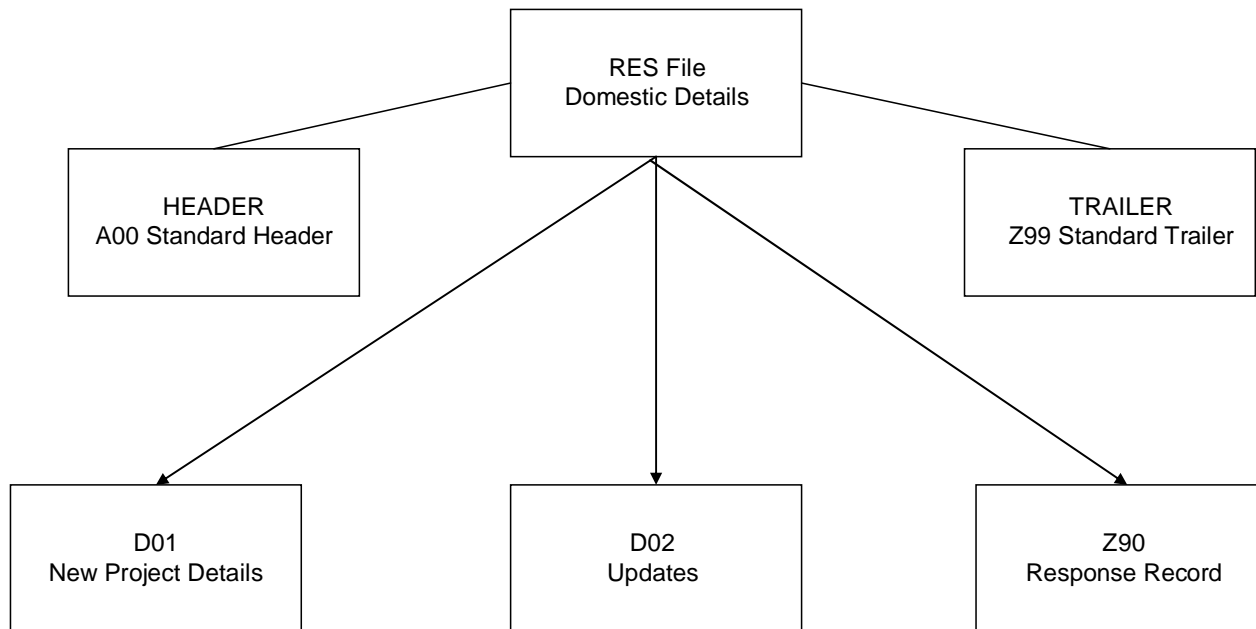 RES File
Domestic Details
HEADER
A00 Standard Header
TRAILER
Z99 Standard Trailer
D01
New Project Details
D02
Updates
Z90
Response Record